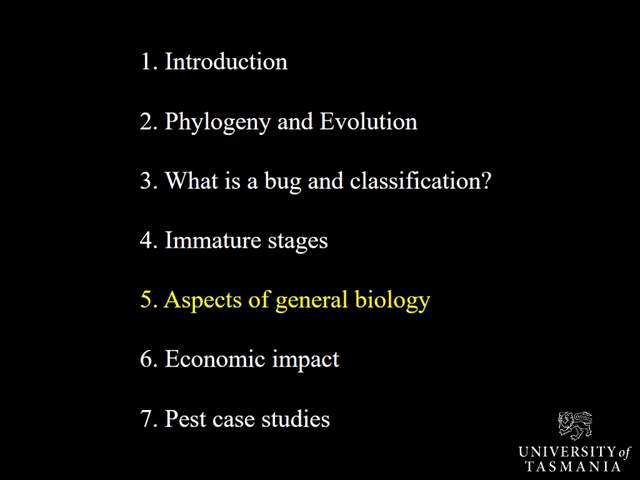 1. Introduction
2. Phylogeny and Evolution
3. What is a bug and classification?
4. Immature stages
5. Aspects of general biology
6. Economic impact
7. Pest case studies
UNIVERSITY of
TASMANIA